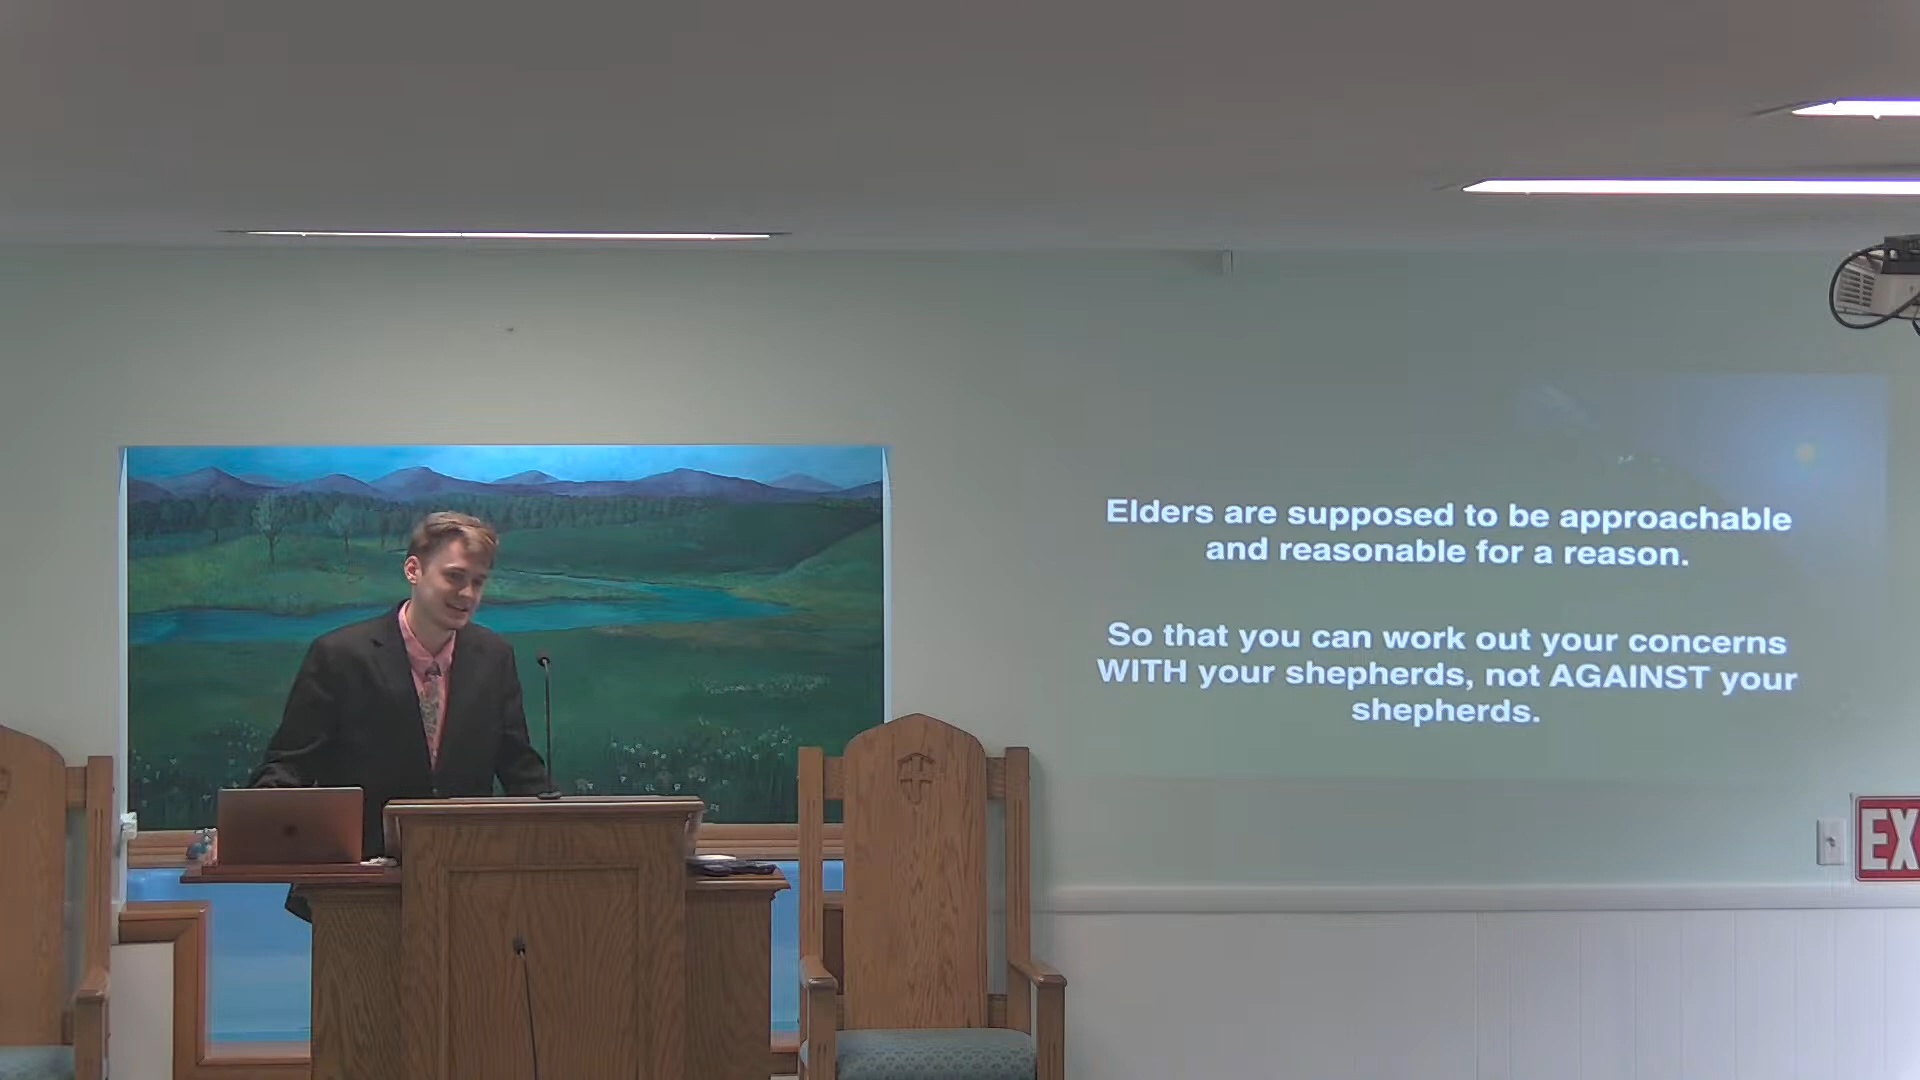 Elders are supposed to be approachable
and reasonable for a reason.
So that you can work out your concerns
WITH your shepherds, not AGAINST your
shepherds.
EX